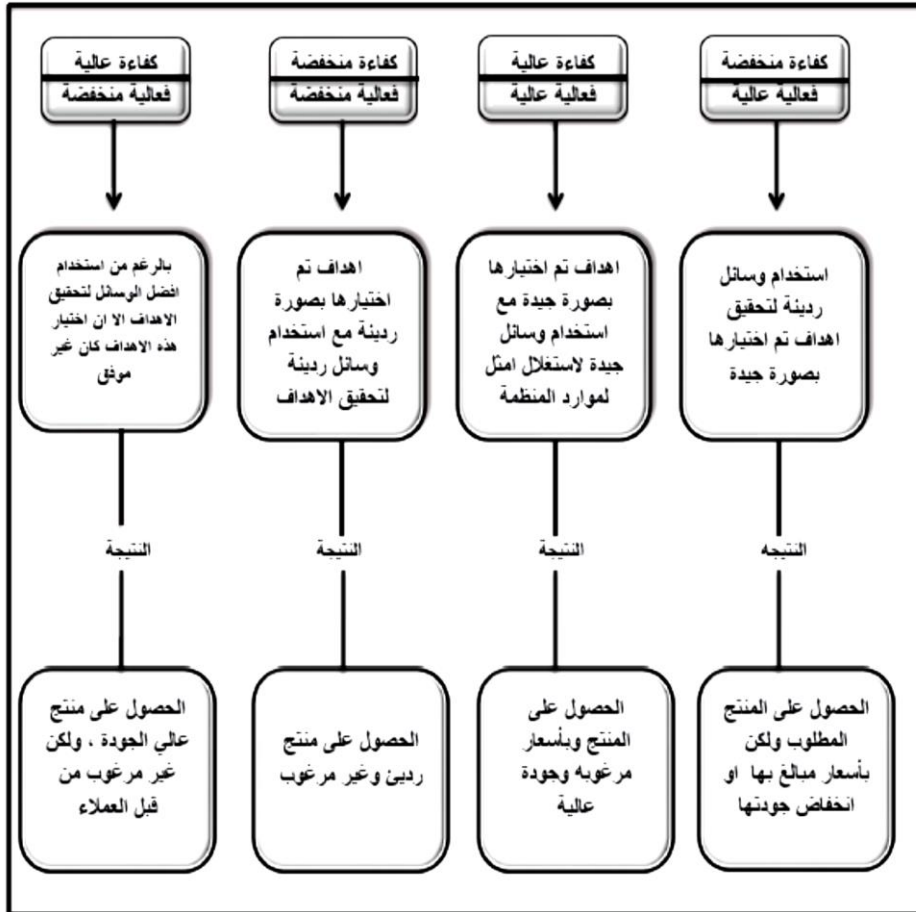 كفاءة منخفضة
فعالية عالية
استخدام وسائل
ردينة لتحقيق
اهداف تم اختيارها
بصورة جيدة
النتيجه
الحصول على المنتج
المطلوب ولكن
بأسعار مبالغ بها او
انخفاض جودتها
كفاءة عالية
فعالية عالية
اهداف تم اختيارها
بصورة جيدة مع
استخدام وسائل
جيدة لاستغلال امثل
لموارد المنظمة
النتيجة
الحصول على
المنتج وبأسعار
مرغوبه وجودة
عالية
كفاءة منخفضة
فعالية منخفضة
اهداف تم
اختيارها بصورة
ردينة مع استخدام
وسائل ردينة
لتحقيق الاهداف
النتيجة
الحصول على منتج
رديئ وغير مرغوب
كفاءة عالية
فعالية منخفضة
بالرغم من استخدام
افضل الوسائل لتحقيق
الاهداف الا ان اختيار
هذه الاهداف كان غير
موفق
النتيجة
الحصول على منتج
عالي الجودة ، ولكن
غير مرغوب من
قبل العملاء